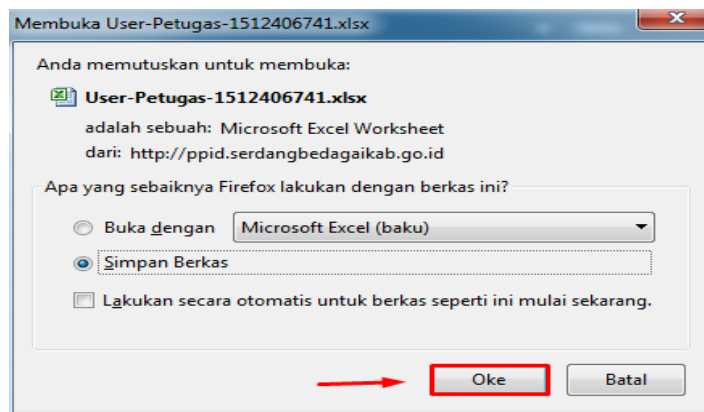 Membuka User-Petugas-1512406741.xlsx
Anda memutuskan untuk membuka:
User-Petugas-1512406741.xlsx
adalah sebuah: Microsoft Excel Worksheet
dari: http://ppid.serdangbedagaikab.go.id
Apa yang sebaiknya Firefox lakukan dengan berkas ini?
Buka dengan Microsoft Excel (baku)
Simpan Berkas
Lakukan secara otomatis untuk berkas seperti ini mulai sekarang.
Oke Batal